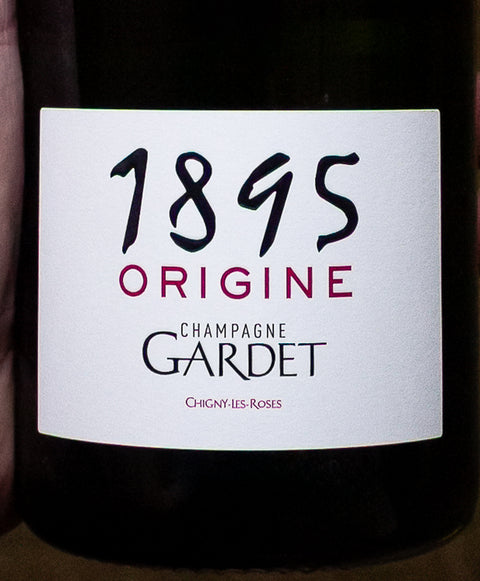 1895
ORIGINE
CHAMPAGNE
GARDET
CHIGNY-LES-ROSES